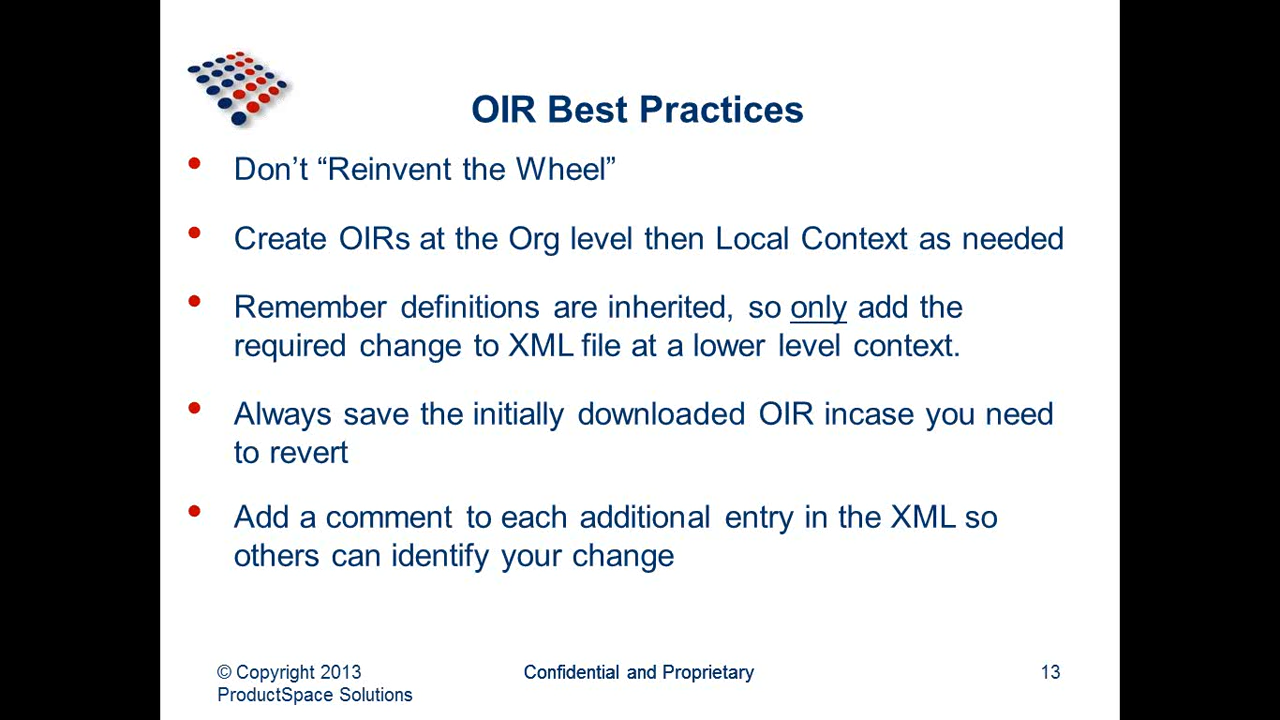 OIR Best Practices
• Don’t “Reinvent the Wheel”
• Create OIRs at the Org level then Local Context as needed
• Remember definitions are inherited, so only add the
required change to XML file at a lower level context.
• Always save the initially downloaded OIR incase you need
to revert
• Add a comment to each additional entry in the XML so
others can identify your change
© Copyright 2013
ProductSpace Solutions
Confidential and Proprietary
13